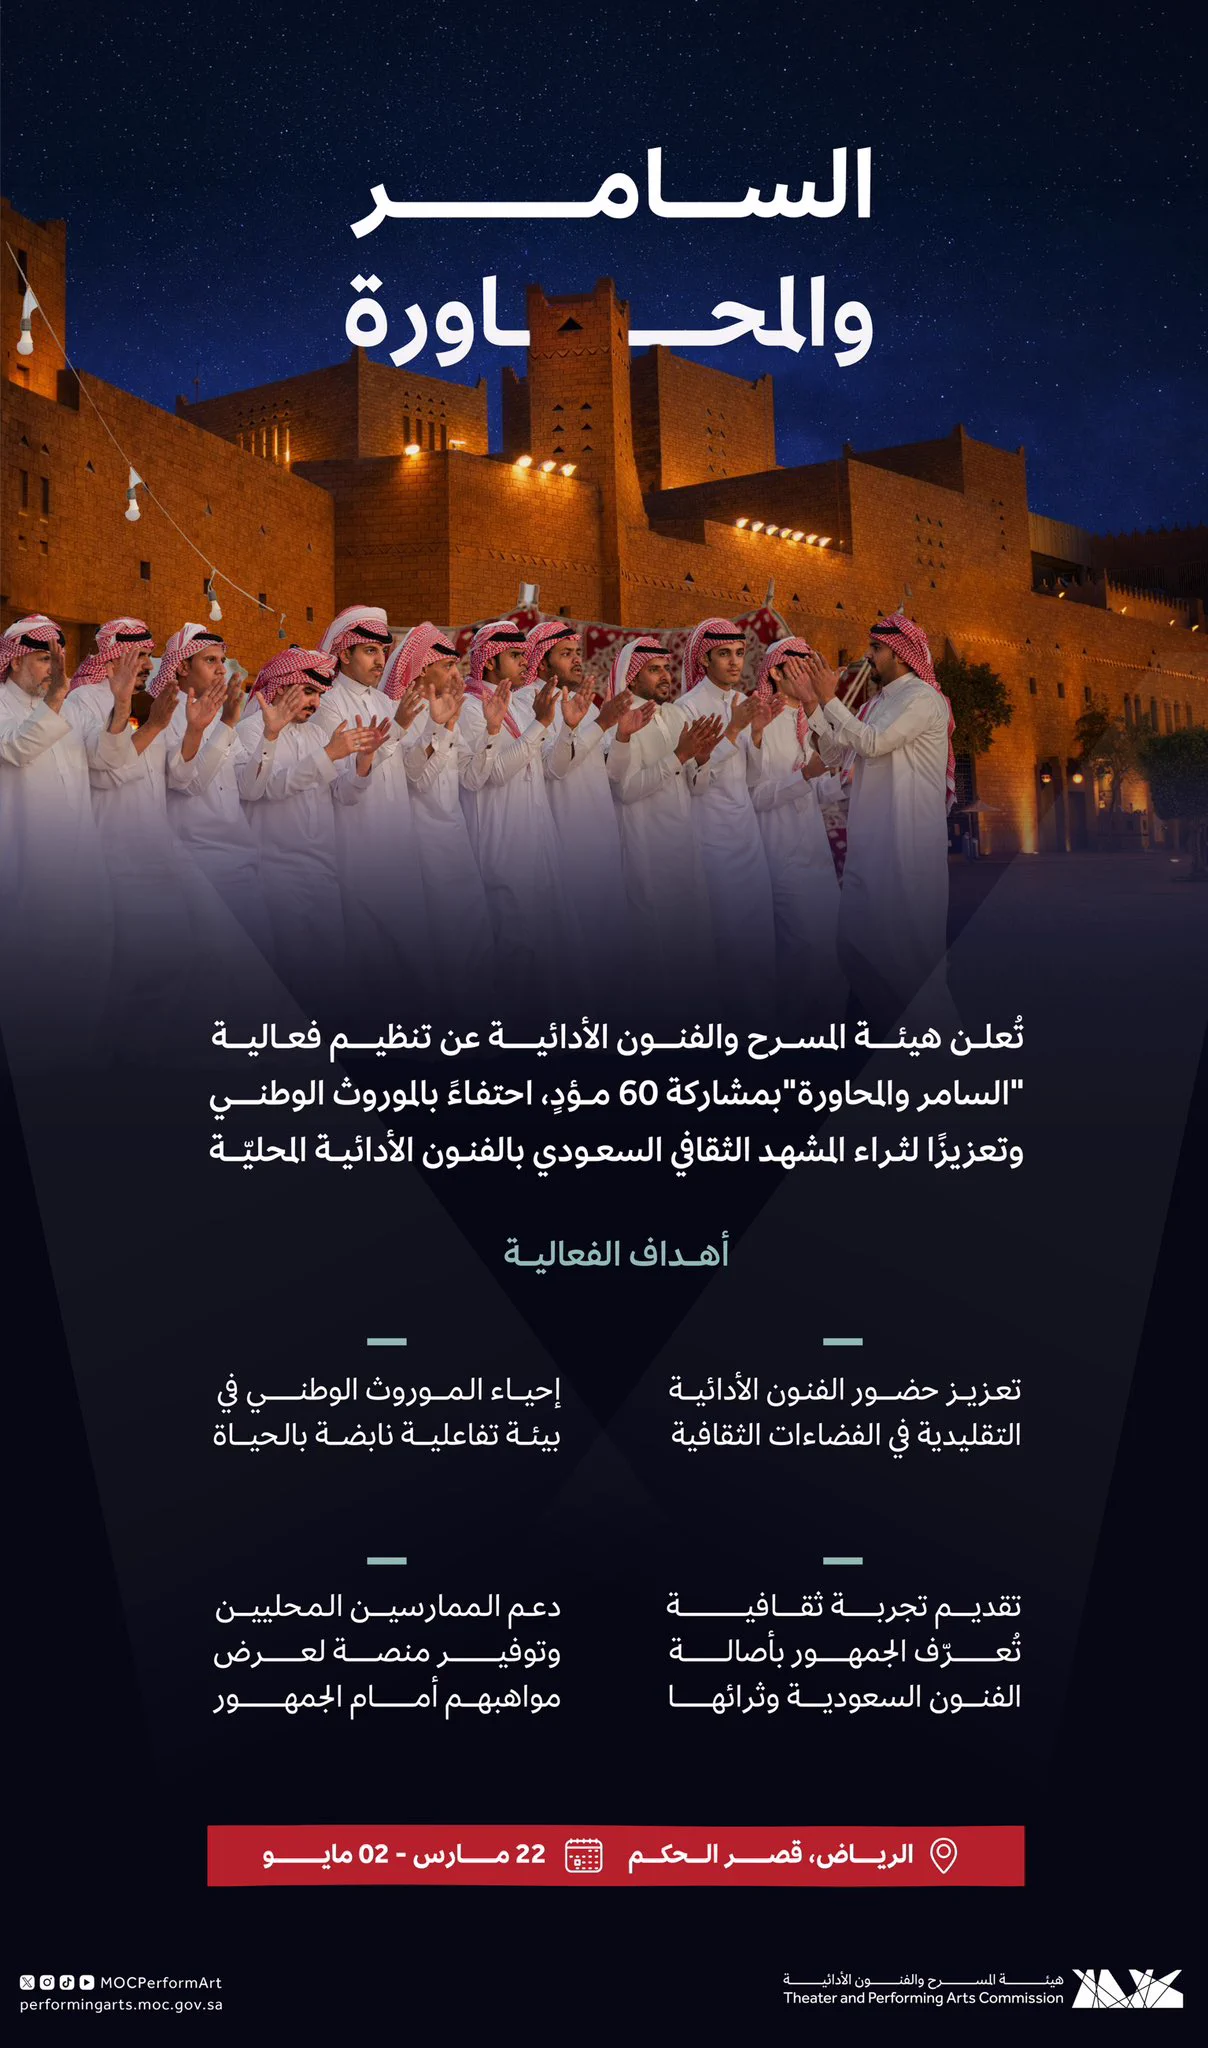 السامر
والمحاورة
تُعلن هيئة المسرح والفنون الأدائية عن تنظيم فعالية
"السامر والمحاورة"بمشاركة 60 مؤدٍ، احتفاءً بالموروث الوطني
وتعزيزًا لثراء المشهد الثقافي السعودي بالفنون الأدائية المحليّة
أهداف الفعالية
تعزيز حضور الفنون الأدائية
التقليدية في الفضاءات الثقافية
إحياء الموروث الوطني في
بيئة تفاعلية نابضة بالحياة
تقديم تجربة ثقافية
تُعرّف الجمهور بأصالة
الفنون السعودية وثرائها
دعم الممارسين المحليين
وتوفير منصة لعرض
مواهبهم أمام الجمهور
الرياض، قصر الحكم
22 مارس - 02 مايو
هيئة المسرح والفنون الأدائية
Theater and Performing Arts Commission
MOCPerformArt
performingarts.moc.gov.sa